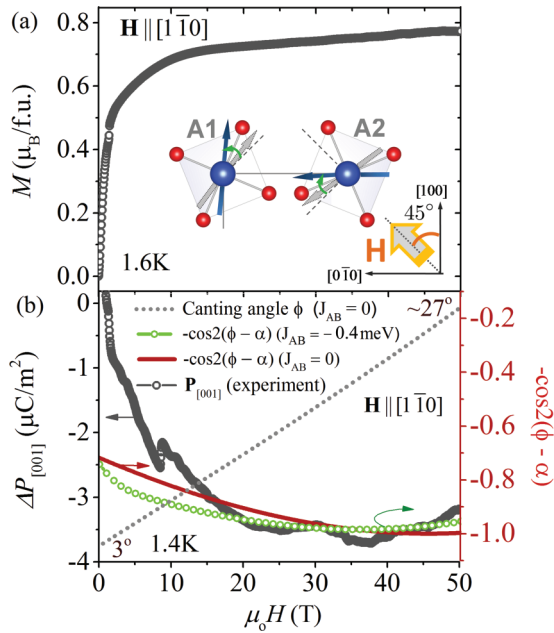 (a)
H || [1 1̄0]
0.8
0.6
0.4
0.2
0.0
M (μB/f.u.)
A1
A2
[100]
45°
H
[01̄0]
1.6K
(b)
0
-1
-2
-3
-4
ΔP[001] (μC/m²)
Canting angle ϕ (JAB = 0)
-cos2(ϕ − α) (JAB = − 0.4 meV)
-cos2(ϕ − α) (JAB = 0)
P[001] (experiment)
~27°
H || [1 1̄0]
3°
1.4K
-0.2
-0.4
-0.6
-0.8
-1.0
-cos2(ϕ - α)
0 10 20 30 40 50
μoH (T)